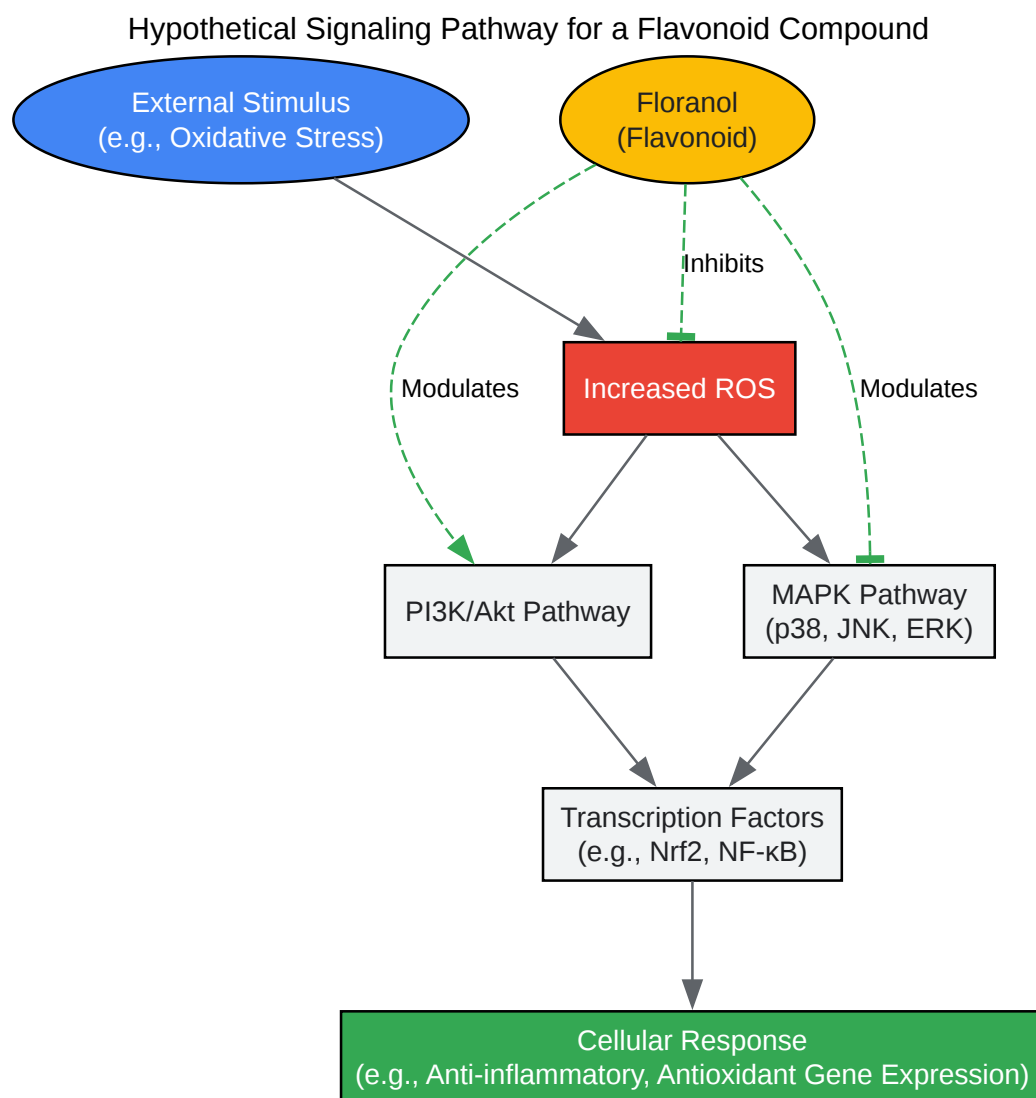 Hypothetical Signaling Pathway for a Flavonoid Compound
External Stimulus
(e.g., Oxidative Stress)
Floranol
(Flavonoid)
Inhibits
Increased ROS
Modulates
Modulates
PI3K/Akt Pathway
MAPK Pathway
(p38, JNK, ERK)
Transcription Factors
(e.g., Nrf2, NF-κB)
Cellular Response
(e.g., Anti-inflammatory, Antioxidant Gene Expression)